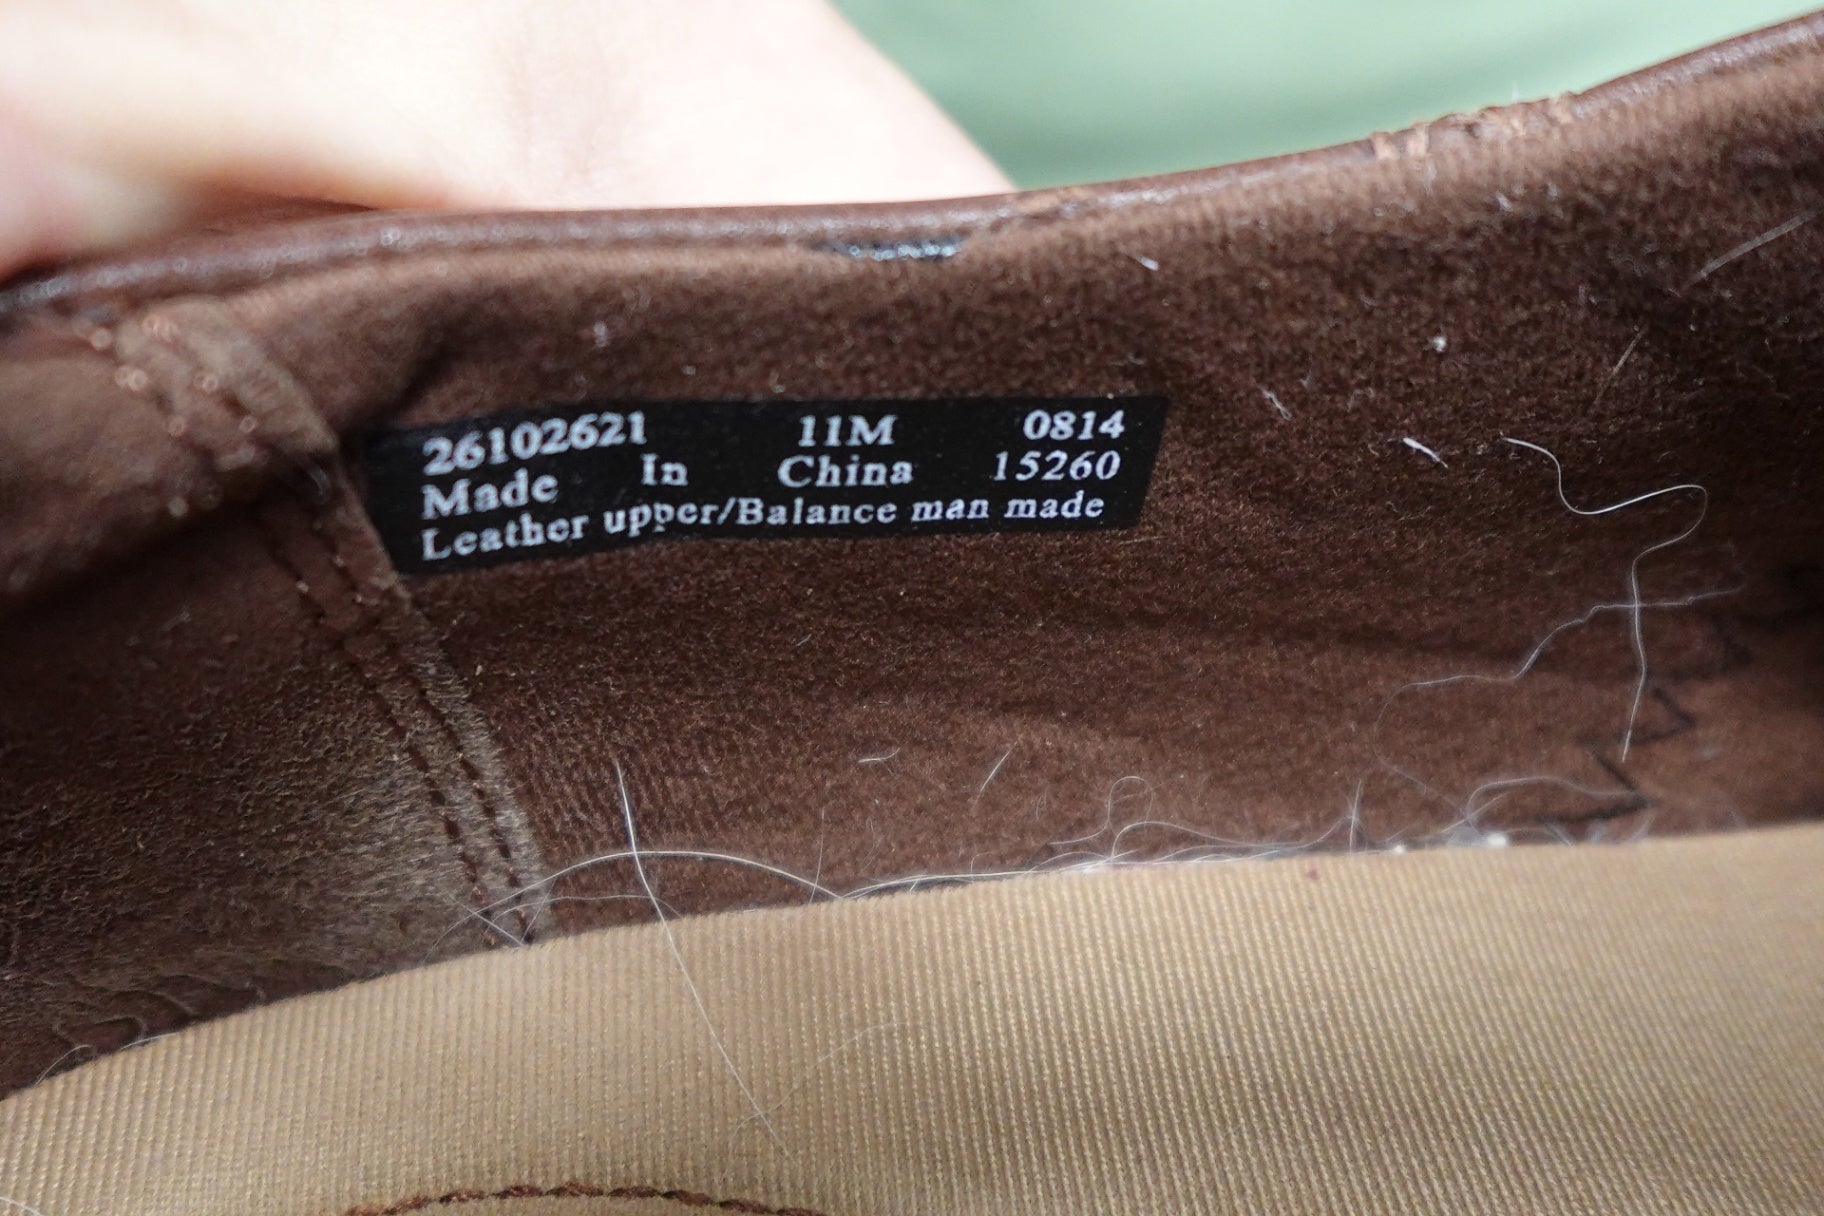 26102621 11M 0814
Made In China 15260
Leather upper/Balance man made